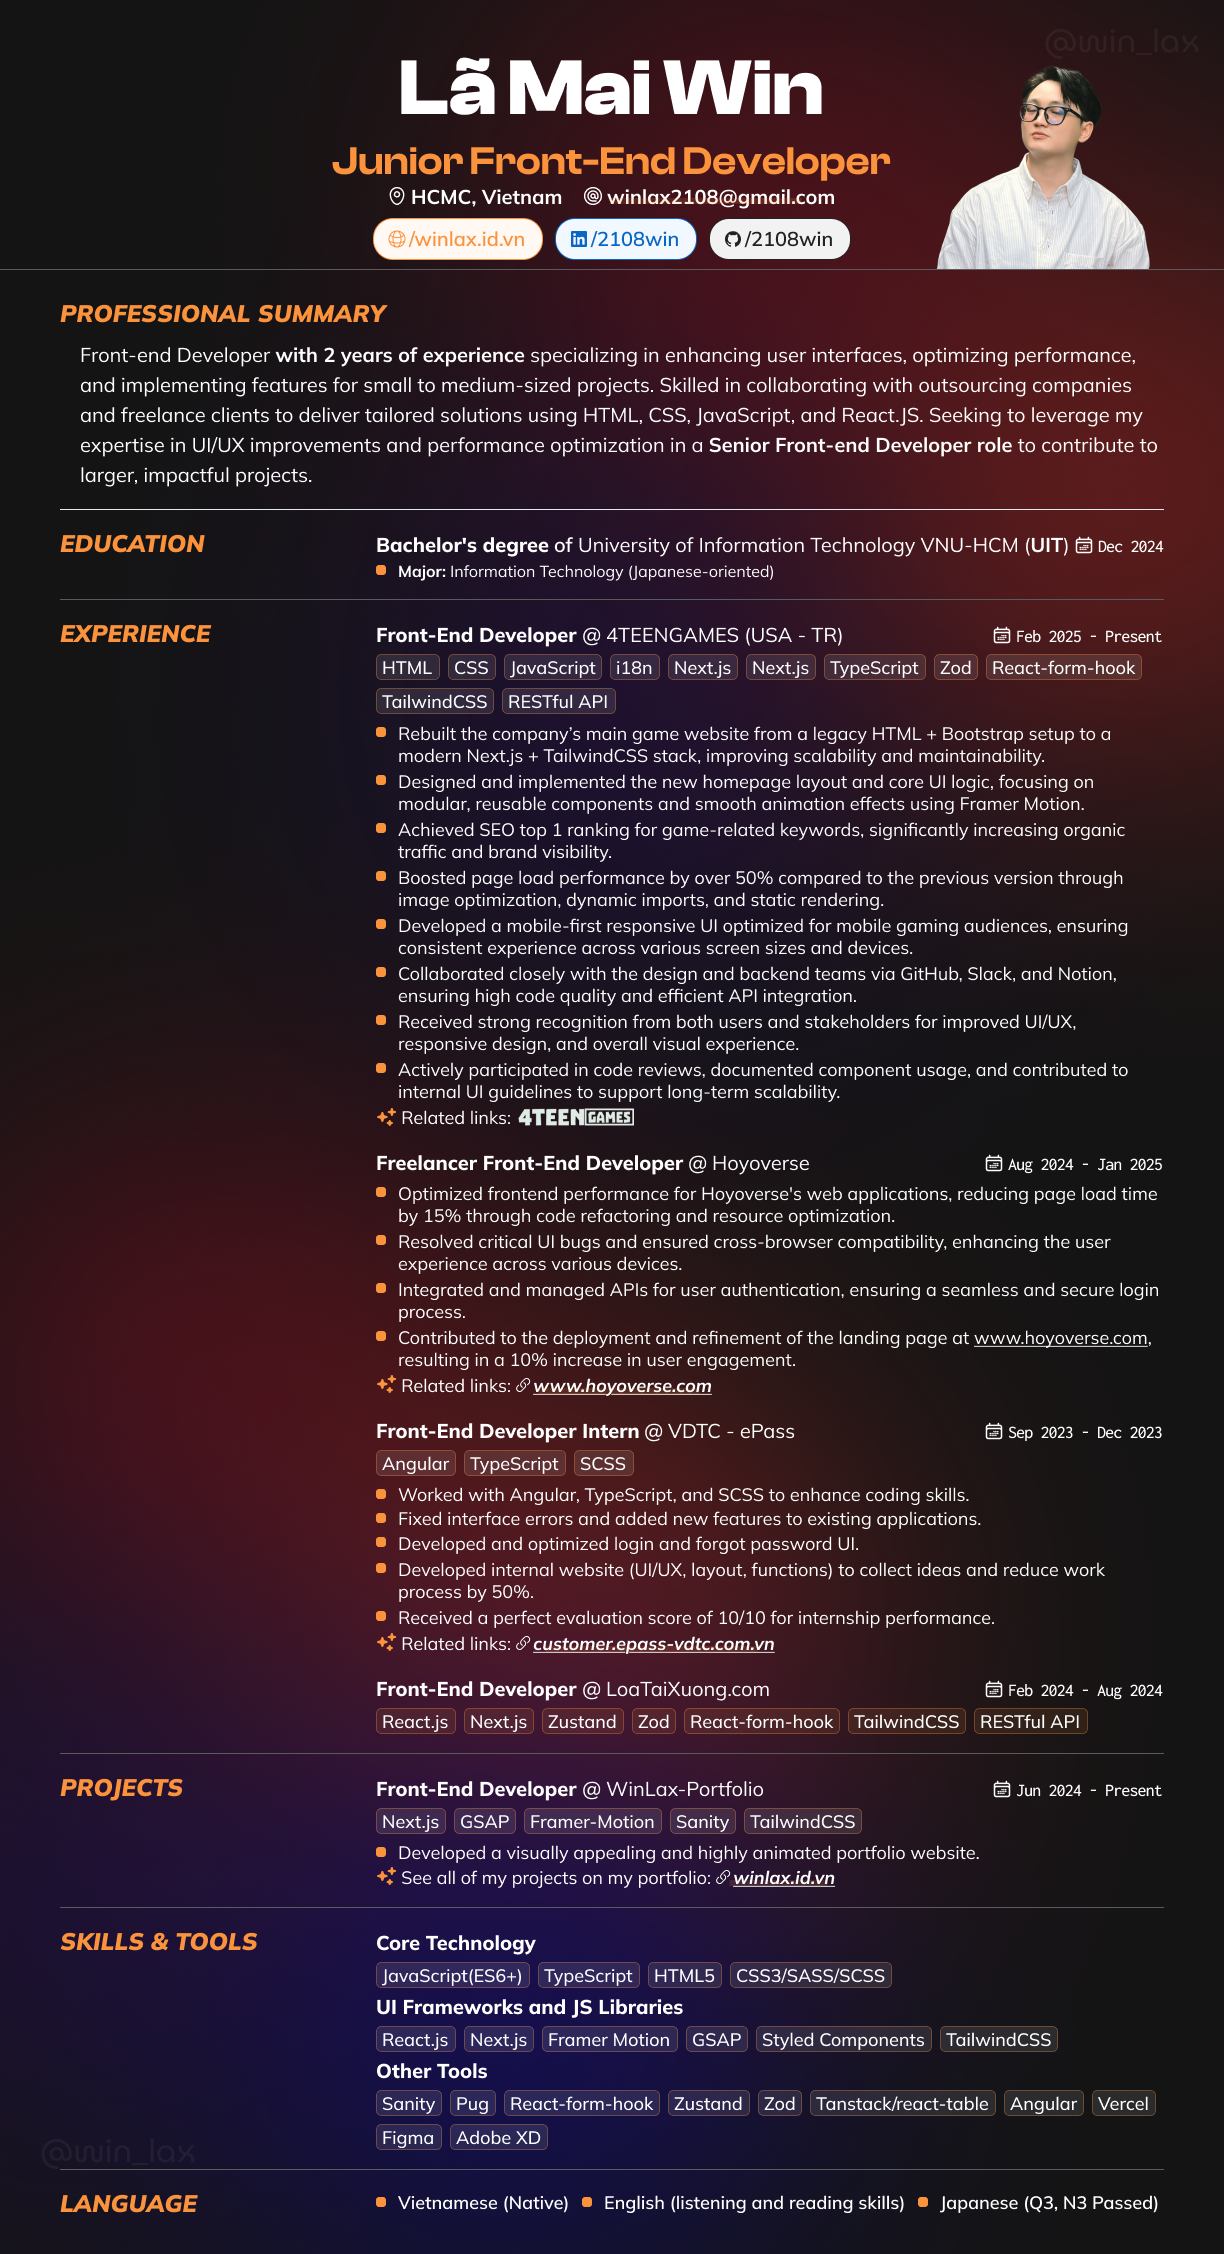 @win_lax
Lã Mai Win
Junior Front-End Developer
HCMC, Vietnam winlax2108@gmail.com
/winlax.id.vn /2108win /2108win
PROFESSIONAL SUMMARY
Front-end Developer with 2 years of experience specializing in enhancing user interfaces, optimizing performance,
and implementing features for small to medium-sized projects. Skilled in collaborating with outsourcing companies
and freelance clients to deliver tailored solutions using HTML, CSS, JavaScript, and React.JS. Seeking to leverage my
expertise in UI/UX improvements and performance optimization in a Senior Front-end Developer role to contribute to
larger, impactful projects.
EDUCATION
Bachelor's degree of University of Information Technology VNU-HCM (UIT) Dec 2024
Major: Information Technology (Japanese-oriented)
EXPERIENCE
Front-End Developer @ 4TEENGAMES (USA - TR) Feb 2025 - Present
HTML CSS JavaScript i18n Next.js Next.js TypeScript Zod React-form-hook
TailwindCSS RESTful API
Rebuilt the company’s main game website from a legacy HTML + Bootstrap setup to a
modern Next.js + TailwindCSS stack, improving scalability and maintainability.
Designed and implemented the new homepage layout and core UI logic, focusing on
modular, reusable components and smooth animation effects using Framer Motion.
Achieved SEO top 1 ranking for game-related keywords, significantly increasing organic
traffic and brand visibility.
Boosted page load performance by over 50% compared to the previous version through
image optimization, dynamic imports, and static rendering.
Developed a mobile-first responsive UI optimized for mobile gaming audiences, ensuring
consistent experience across various screen sizes and devices.
Collaborated closely with the design and backend teams via GitHub, Slack, and Notion,
ensuring high code quality and efficient API integration.
Received strong recognition from both users and stakeholders for improved UI/UX,
responsive design, and overall visual experience.
Actively participated in code reviews, documented component usage, and contributed to
internal UI guidelines to support long-term scalability.
Related links: 4TEENGAMES
Freelancer Front-End Developer @ Hoyoverse Aug 2024 - Jan 2025
Optimized frontend performance for Hoyoverse's web applications, reducing page load time
by 15% through code refactoring and resource optimization.
Resolved critical UI bugs and ensured cross-browser compatibility, enhancing the user
experience across various devices.
Integrated and managed APIs for user authentication, ensuring a seamless and secure login
process.
Contributed to the deployment and refinement of the landing page at www.hoyoverse.com,
resulting in a 10% increase in user engagement.
Related links: www.hoyoverse.com
Front-End Developer Intern @ VDTC - ePass Sep 2023 - Dec 2023
Angular TypeScript SCSS
Worked with Angular, TypeScript, and SCSS to enhance coding skills.
Fixed interface errors and added new features to existing applications.
Developed and optimized login and forgot password UI.
Developed internal website (UI/UX, layout, functions) to collect ideas and reduce work
process by 50%.
Received a perfect evaluation score of 10/10 for internship performance.
Related links: customer.epass-vdtc.com.vn
Front-End Developer @ LoaTaiXuong.com Feb 2024 - Aug 2024
React.js Next.js Zustand Zod React-form-hook TailwindCSS RESTful API
PROJECTS
Front-End Developer @ WinLax-Portfolio Jun 2024 - Present
Next.js GSAP Framer-Motion Sanity TailwindCSS
Developed a visually appealing and highly animated portfolio website.
See all of my projects on my portfolio: winlax.id.vn
SKILLS & TOOLS
Core Technology
JavaScript(ES6+) TypeScript HTML5 CSS3/SASS/SCSS
UI Frameworks and JS Libraries
React.js Next.js Framer Motion GSAP Styled Components TailwindCSS
Other Tools
Sanity Pug React-form-hook Zustand Zod Tanstack/react-table Angular Vercel
Figma Adobe XD
@win_lax
LANGUAGE
Vietnamese (Native) English (listening and reading skills) Japanese (Q3, N3 Passed)